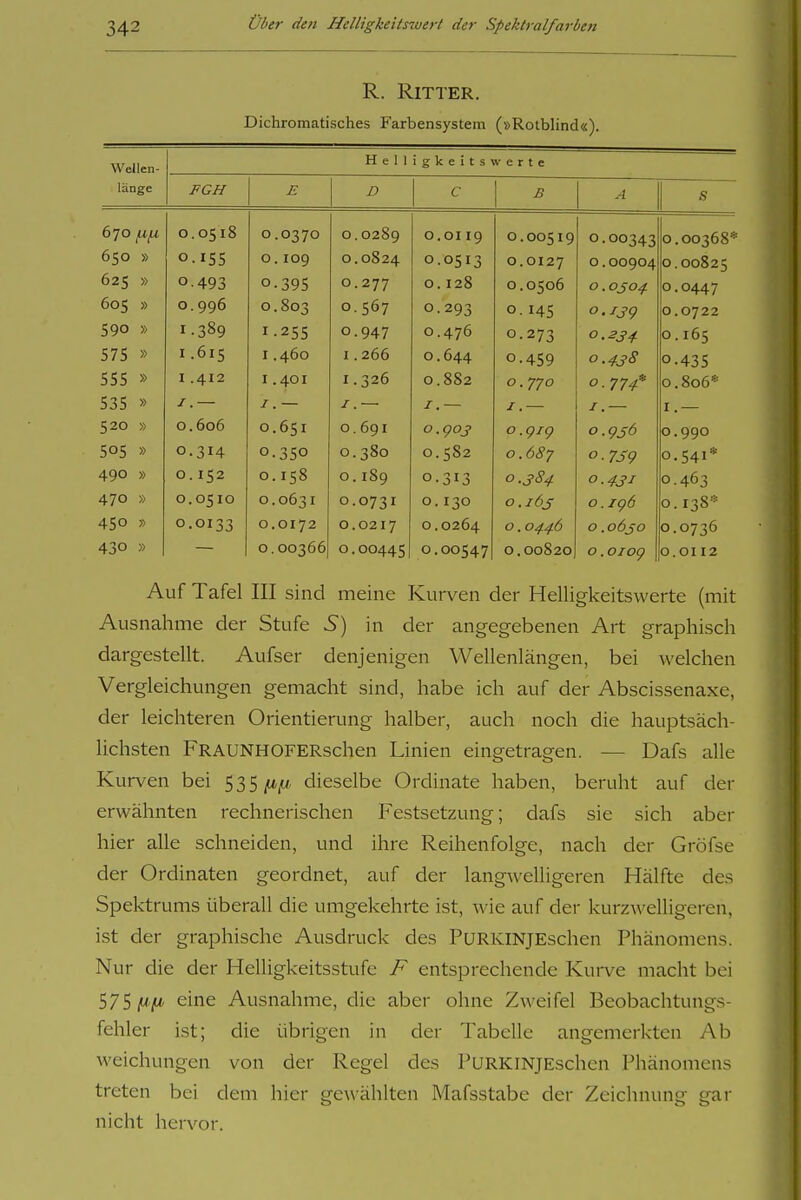 342 Über den Helligkeitswert der Spektralfarben
R. RITTER.
Dichromatisches Farbensystem (»Rotblind«).
Wellenlänge | Helligkeitswerte
FGH | E | D | C | B | A | S
670 μμ | 0.0518 | 0.0370 | 0.0289 | 0.0119 | 0.00519 | 0.00343 | 0.00368*
650 » | 0.155 | 0.109 | 0.0824 | 0.0513 | 0.0127 | 0.00904 | 0.00825
625 » | 0.493 | 0.395 | 0.277 | 0.128 | 0.0506 | 0.0504 | 0.0447
605 » | 0.996 | 0.803 | 0.567 | 0.293 | 0.145 | 0.139 | 0.0722
590 » | 1.389 | 1.255 | 0.947 | 0.476 | 0.273 | 0.234 | 0.165
575 » | 1.615 | 1.460 | 1.266 | 0.644 | 0.459 | 0.438 | 0.435
555 » | 1.412 | 1.401 | 1.326 | 0.882 | 0.770 | 0.774* | 0.806*
535 » | 1.— | 1.— | 1.— | 1.— | 1.— | 1.— | 1.—
520 » | 0.606 | 0.651 | 0.691 | 0.903 | 0.919 | 0.956 | 0.990
505 » | 0.314 | 0.350 | 0.380 | 0.582 | 0.687 | 0.759 | 0.541*
490 » | 0.152 | 0.158 | 0.189 | 0.313 | 0.384 | 0.431 | 0.463
470 » | 0.0510 | 0.0631 | 0.0731 | 0.130 | 0.165 | 0.196 | 0.138*
450 » | 0.0133 | 0.0172 | 0.0217 | 0.0264 | 0.0446 | 0.0650 | 0.0736
430 » | — | 0.00366 | 0.00445 | 0.00547 | 0.00820 | 0.0109 | 0.0112
Auf Tafel III sind meine Kurven der Helligkeitswerte (mit
Ausnahme der Stufe S) in der angegebenen Art graphisch
dargestellt. Aufser denjenigen Wellenlängen, bei welchen
Vergleichungen gemacht sind, habe ich auf der Abscissenaxe,
der leichteren Orientierung halber, auch noch die hauptsäch-
lichsten FRAUNHOFERschen Linien eingetragen. — Dafs alle
Kurven bei 535 μμ dieselbe Ordinate haben, beruht auf der
erwähnten rechnerischen Festsetzung; dafs sie sich aber
hier alle schneiden, und ihre Reihenfolge, nach der Gröfse
der Ordinaten geordnet, auf der langwelligeren Hälfte des
Spektrums überall die umgekehrte ist, wie auf der kurzwelligeren,
ist der graphische Ausdruck des PURKINJEschen Phänomens.
Nur die der Helligkeitsstufe F entsprechende Kurve macht bei
575 μμ eine Ausnahme, die aber ohne Zweifel Beobachtungs-
fehler ist; die übrigen in der Tabelle angemerkten Ab
weichungen von der Regel des PURKINJEschen Phänomens
treten bei dem hier gewählten Mafsstabe der Zeichnung gar
nicht hervor.